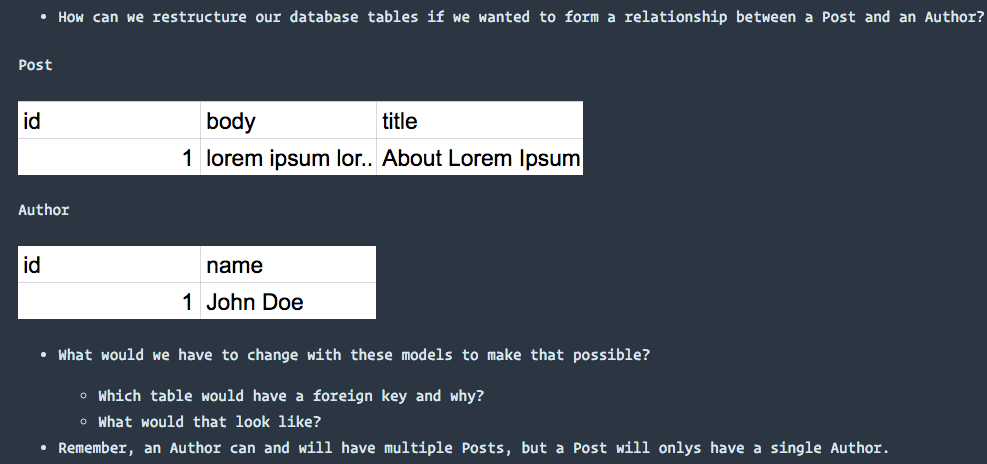 • How can we restructure our database tables if we wanted to form a relationship between a Post and an Author?
Post
id body title
1 lorem ipsum lor.. About Lorem Ipsum
Author
id name
1 John Doe
• What would we have to change with these models to make that possible?
◦ Which table would have a foreign key and why?
◦ What would that look like?
• Remember, an Author can and will have multiple Posts, but a Post will onlys have a single Author.